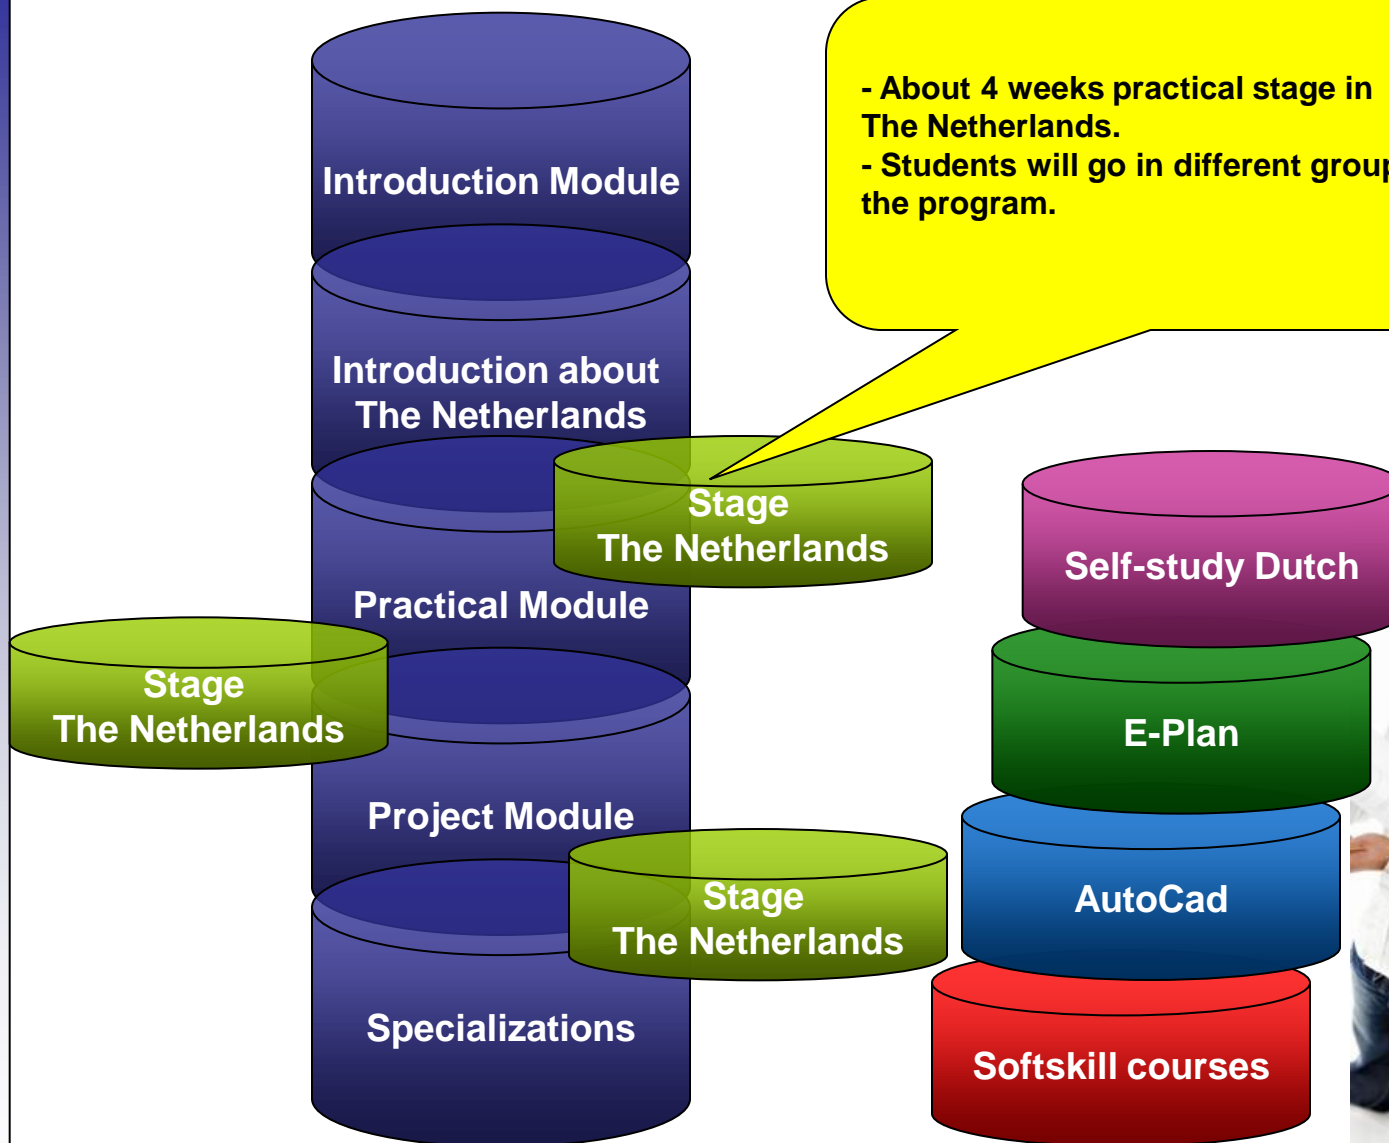 - About 4 weeks practical stage in
The Netherlands.
- Students will go in different group
the program.
Introduction Module
Introduction about
The Netherlands
Stage
The Netherlands
Self-study Dutch
Practical Module
Stage
The Netherlands
E-Plan
Project Module
Stage
The Netherlands
AutoCad
Specializations
Softskill courses